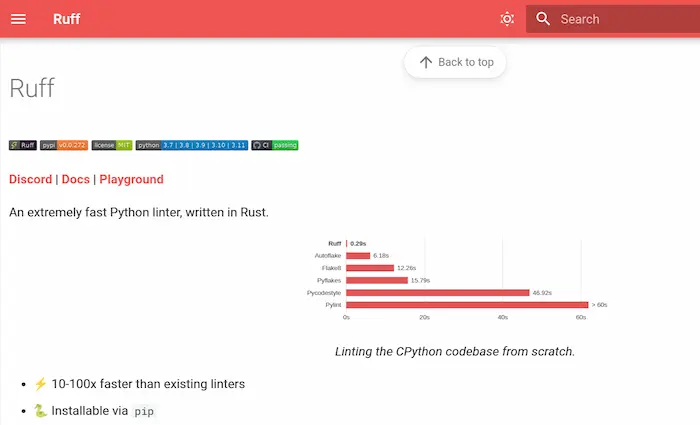 Ruff
Search
Back to top
Ruff
Ruff pypi v0.0.272 license MIT python 3.7 | 3.8 | 3.9 | 3.10 | 3.11 CI passing
Discord | Docs | Playground
An extremely fast Python linter, written in Rust.
Ruff 0.29s
Autoflake 6.18s
Flake8 12.26s
Pyflakes 15.79s
Pycodestyle 46.92s
Pylint > 60s
0s 20s 40s 60s
Linting the CPython codebase from scratch.
• ⚡ 10-100x faster than existing linters
• 🐍 Installable via pip